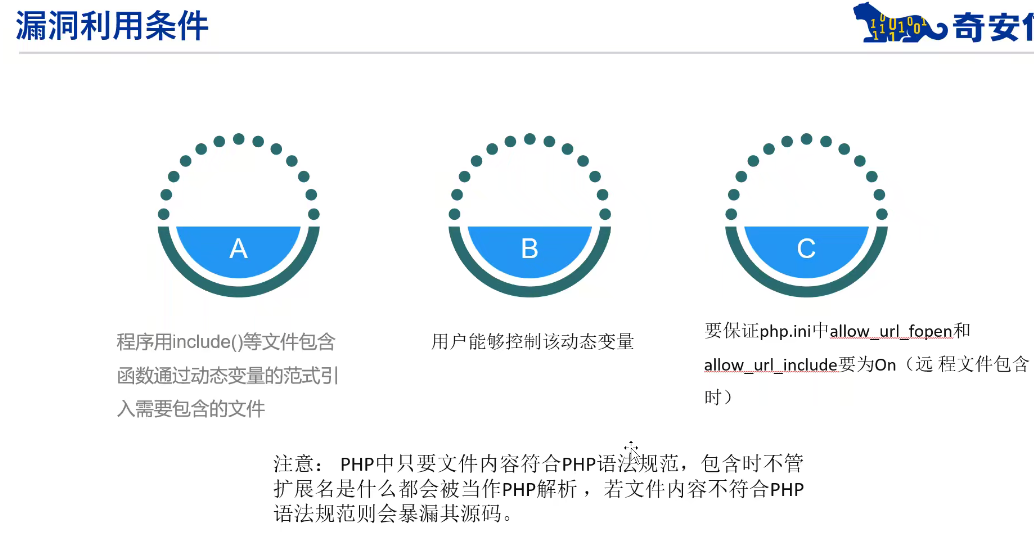 漏洞利用条件
奇安
A
B
C
程序用include()等文件包含
函数通过动态变量的范式引
入需要包含的文件
用户能够控制该动态变量
要保证php.ini中allow_url_fopen和
allow_url_include要为On（远 程文件包含
时）
注意： PHP中只要文件内容符合PHP语法规范，包含时不管
扩展名是什么都会被当作PHP解析 ，若文件内容不符合PHP
语法规范则会暴漏其源码。